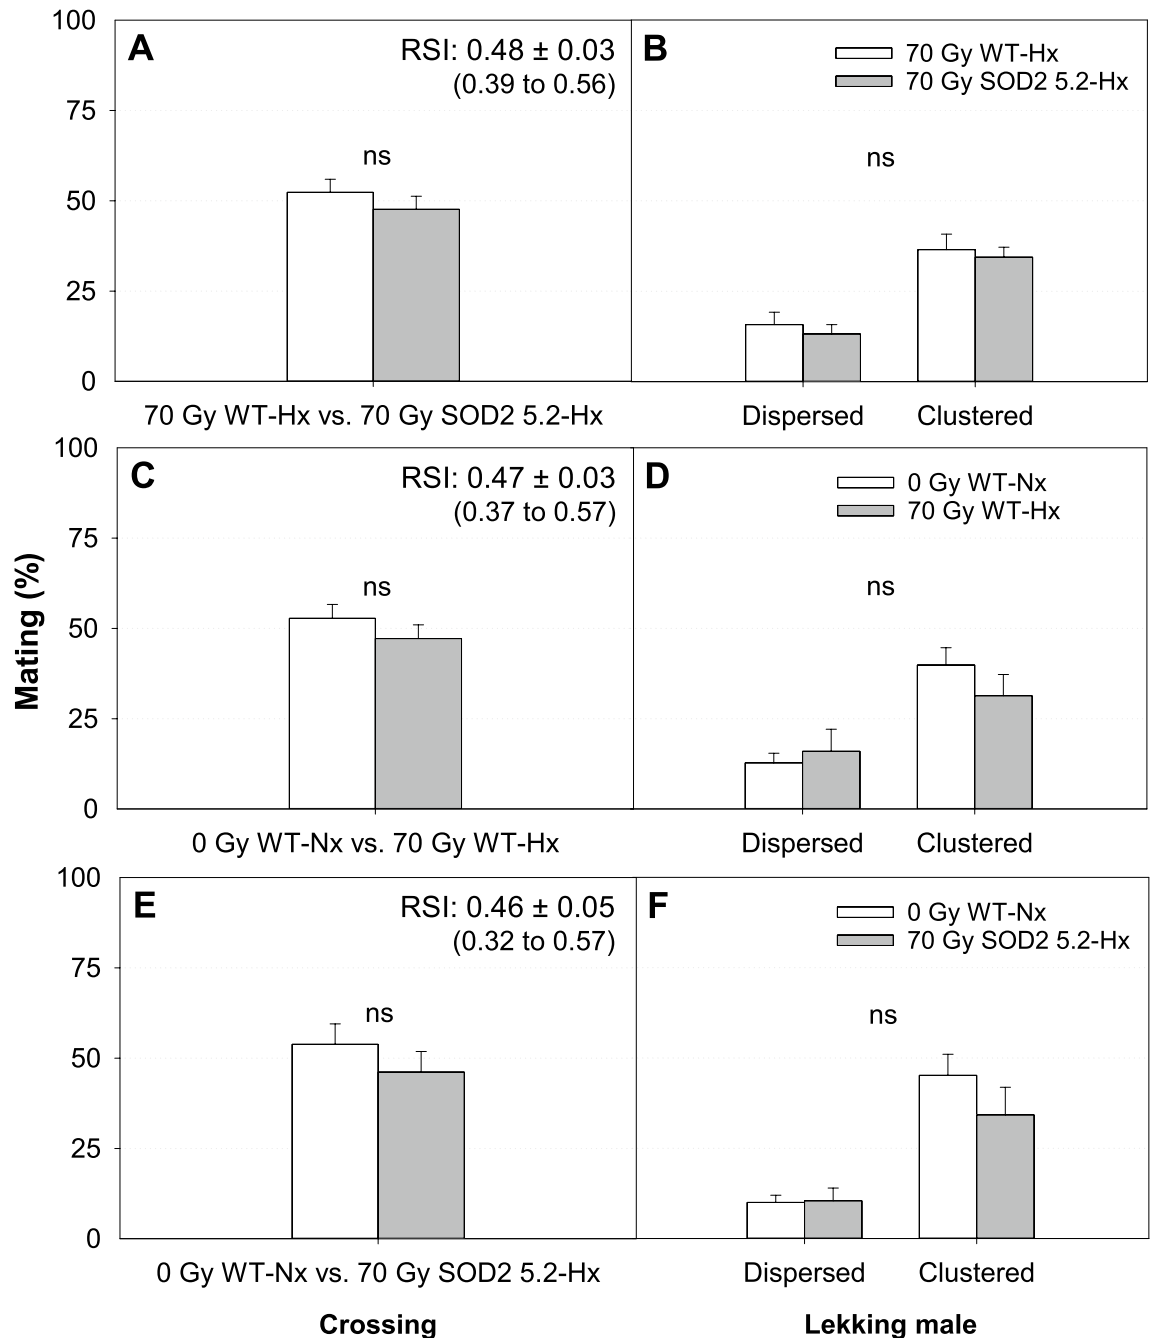 100
75
50
25
0
A
RSI: 0.48 ± 0.03
(0.39 to 0.56)
ns
70 Gy WT-Hx vs. 70 Gy SOD2 5.2-Hx
B
70 Gy WT-Hx
70 Gy SOD2 5.2-Hx
ns
Dispersed
Clustered
Mating (%)
100
75
50
25
0
C
RSI: 0.47 ± 0.03
(0.37 to 0.57)
ns
0 Gy WT-Nx vs. 70 Gy WT-Hx
D
0 Gy WT-Nx
70 Gy WT-Hx
ns
Dispersed
Clustered
100
75
50
25
0
E
RSI: 0.46 ± 0.05
(0.32 to 0.57)
ns
0 Gy WT-Nx vs. 70 Gy SOD2 5.2-Hx
F
0 Gy WT-Nx
70 Gy SOD2 5.2-Hx
ns
Dispersed
Clustered
Crossing
Lekking male